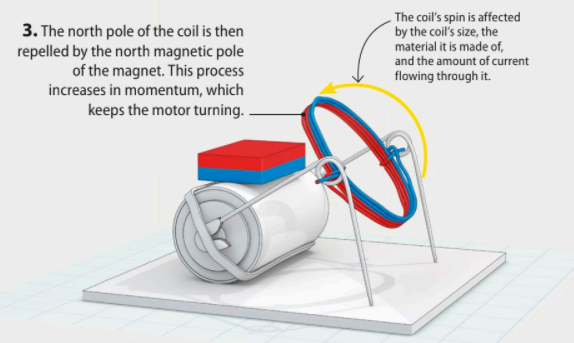 3. The north pole of the coil is then
repelled by the north magnetic pole
of the magnet. This process
increases in momentum, which
keeps the motor turning.
The coil's spin is affected
by the coil's size, the
material it is made of,
and the amount of current
flowing through it.